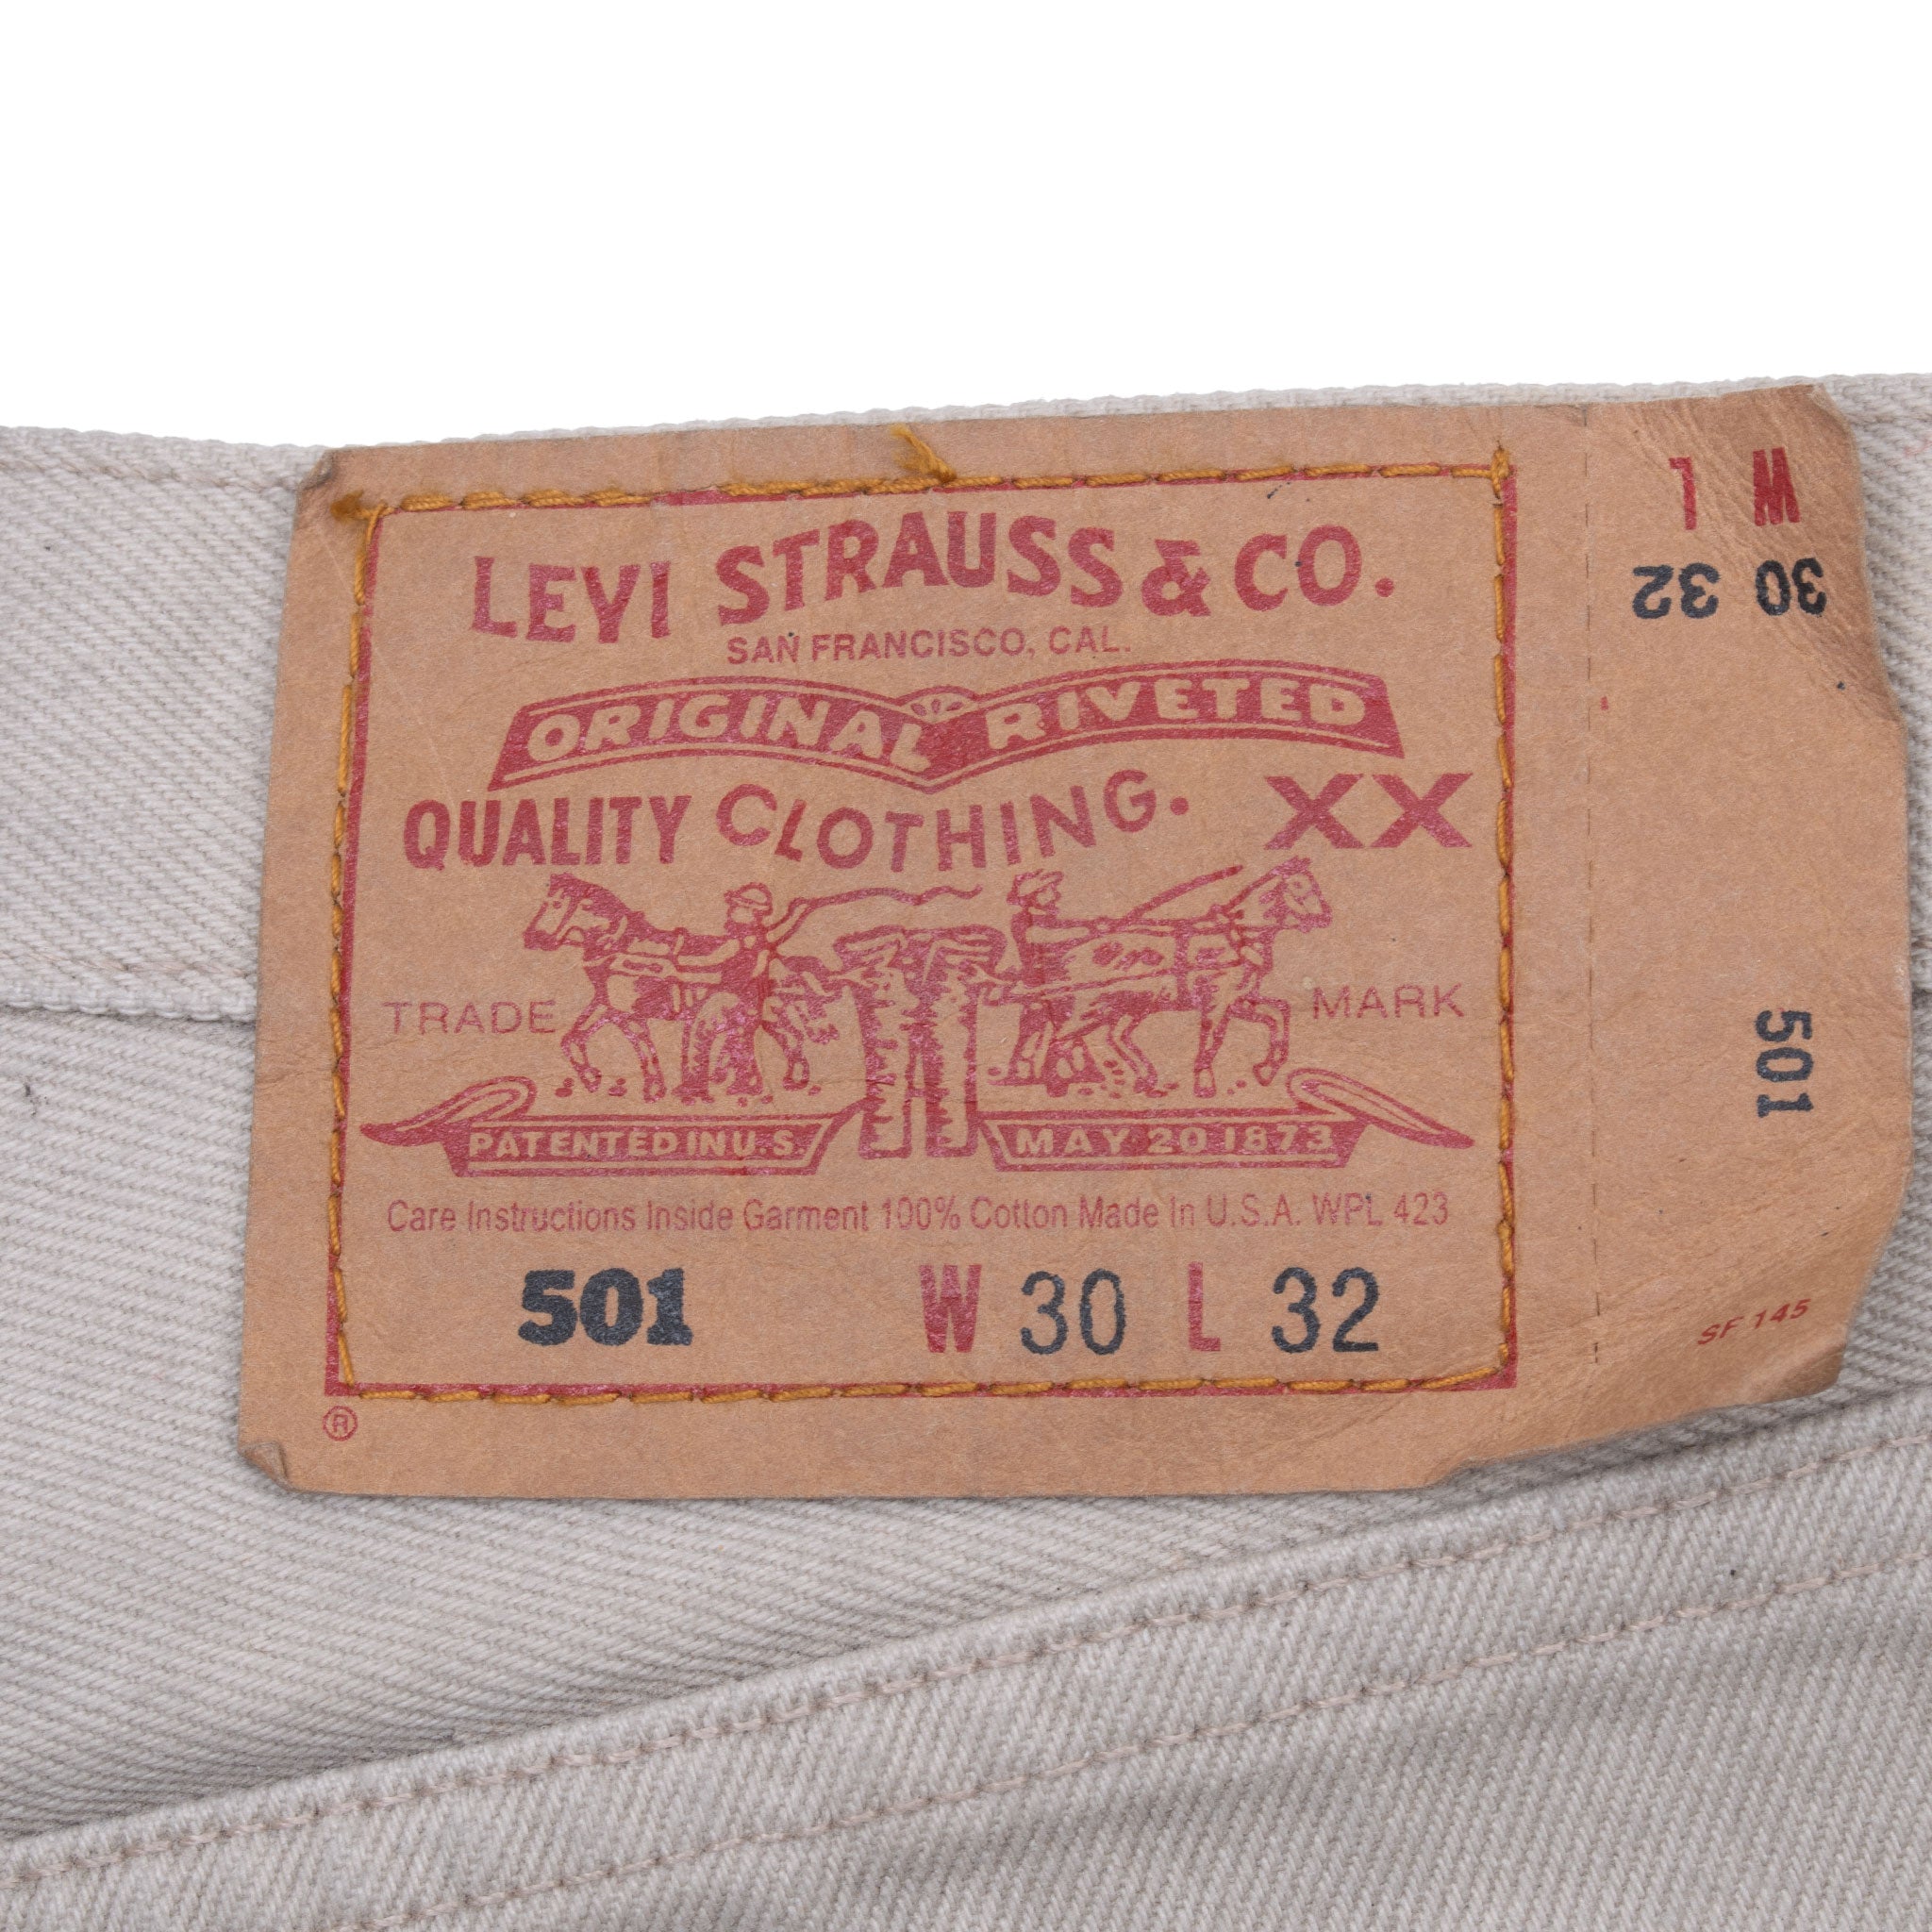 LEVI STRAUSS & CO.
SAN FRANCISCO, CAL.
ORIGINAL RIVETED
QUALITY CLOTHING. XX
TRADE MARK
PATENTED IN U.S. MAY 20 1873
Care Instructions Inside Garment 100% Cotton Made in U.S.A. WPL 423
501 W 30 L 32
®
W L
30 32
501
SF 145